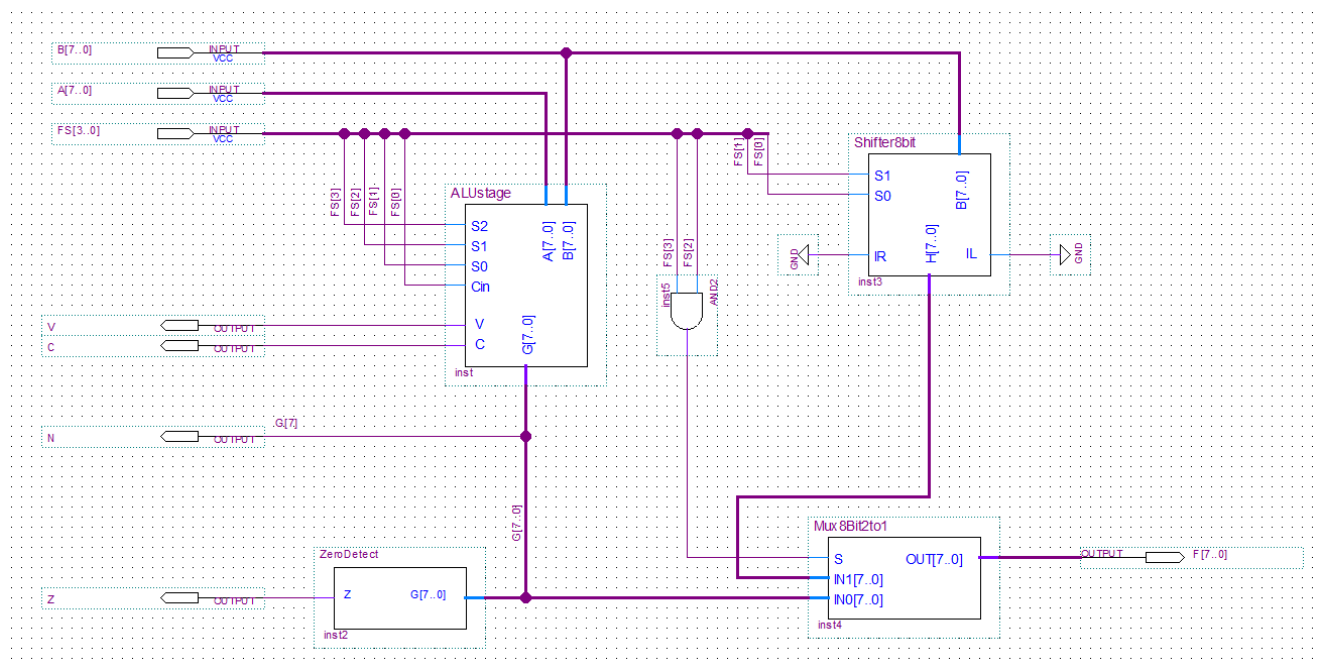 B[7..0] INPUT VCC
A[7..0] INPUT VCC
FS[3..0] INPUT VCC
FS[3]
FS[2]
FS[1]
FS[0]
ALUstage
S2
S1
S0
Cin
V
C
A[7..0]
B[7..0]
G[7..0]
inst
FS[3]
FS[2]
inst5
AND2
FS[1]
FS[0]
Shifter8bit
S1
S0
B[7..0]
H[7..0]
IR
IL
inst3
GND
GND
V OUTPUT
C OUTPUT
N OUTPUT
G[7]
G[7..0]
ZeroDetect
Z
G[7..0]
inst2
Z OUTPUT
Mux8Bit2to1
S
OUT[7..0]
IN1[7..0]
IN0[7..0]
inst4
OUTPUT F[7..0]